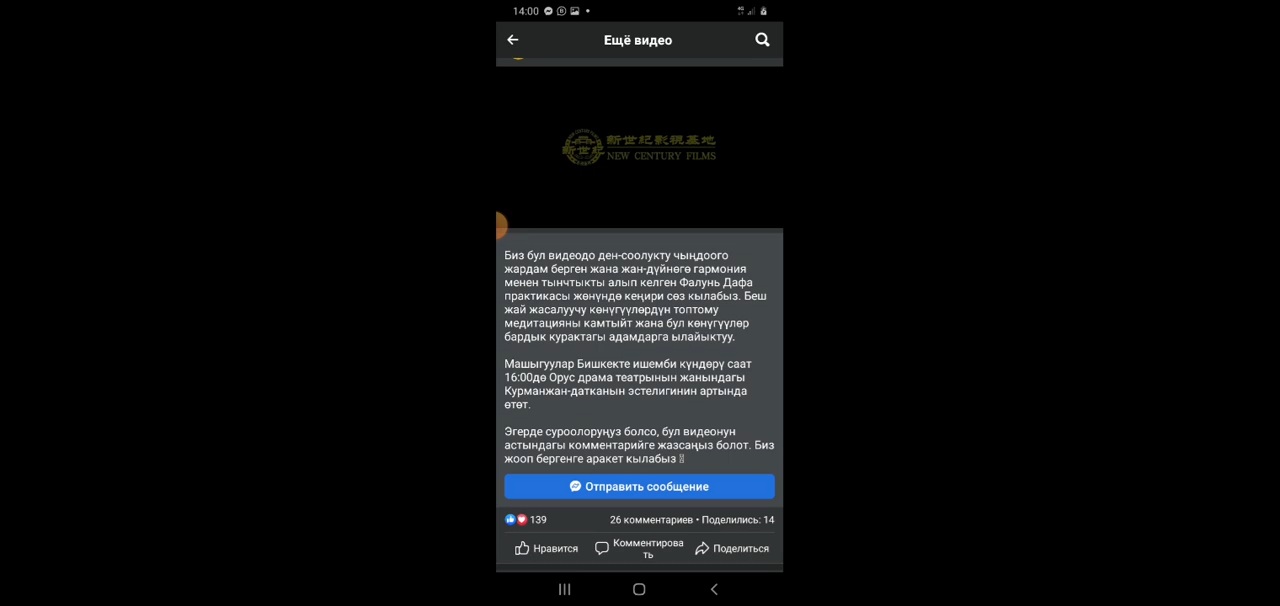 14:00
4G
Ещё видео
新世紀影視基地
NEW CENTURY FILMS
Биз бул видеодо ден-соолукту чыңдоого
жардам берген жана жан-дүйнөгө гармония
менен тынчтыкты алып келген Фалунь Дафа
практикасы жөнүндө кеңири сөз кылабыз. Беш
жай жасалуучу көнүгүүлөрдүн топтому
медитацияны камтыйт жана бул көнүгүүлөр
бардык курактагы адамдарга ылайыктуу.
Машыгуулар Бишкекте ишемби күндөрү саат
16:00дө Орус драма театрынын жанындагы
Курманжан-датканын эстелигинин артында
өтөт.
Эгерде суроолоруңуз болсо, бул видеонун
астындагы комментарийге жазсаңыз болот. Биз
жооп бергенге аракет кылабыз
Отправить сообщение
139
26 комментариев • Поделились: 14
Нравится
Комментирова
ть
Поделиться